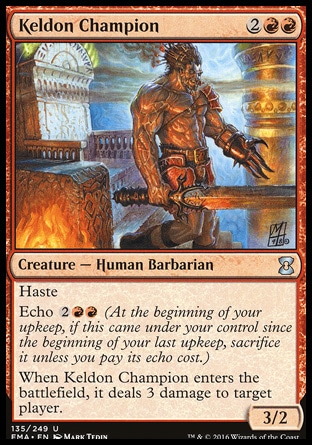 Keldon Champion 2
Creature — Human Barbarian
Haste
Echo 2 (At the beginning of your
upkeep, if this came under your control since
the beginning of your last upkeep, sacrifice
it unless you pay its echo cost.)
When Keldon Champion enters the
battlefield, it deals 3 damage to target
player.
3/2
135/249 U
EMA • EN Mark Tedin
™ & © 2016 Wizards of the Coast